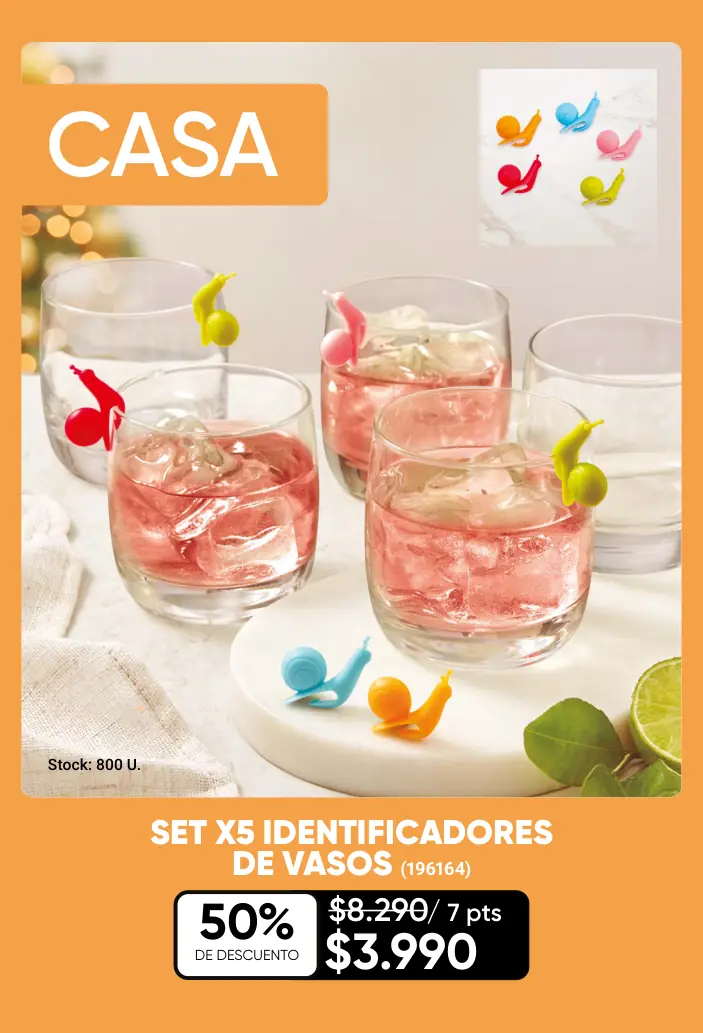 CASA
Stock: 800 U.
SET X5 IDENTIFICADORES
DE VASOS (196164)
50%
DE DESCUENTO
$8.290/ 7 pts
$3.990